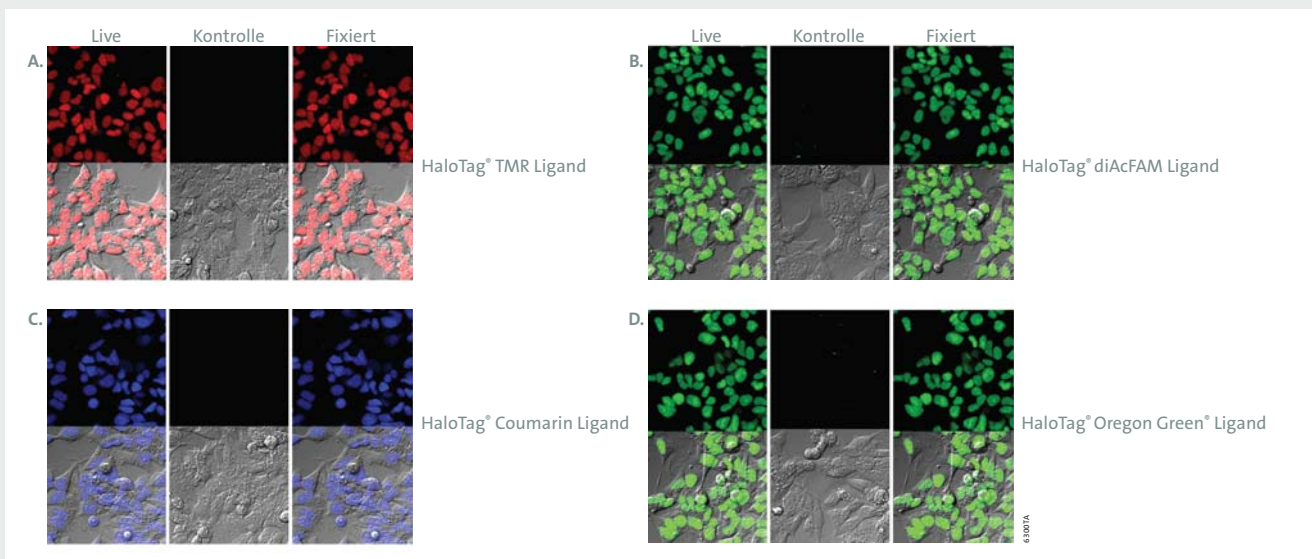 Live Kontrolle Fixiert
A.
HaloTag® TMR Ligand
Live Kontrolle Fixiert
B.
HaloTag® diAcFAM Ligand
C.
HaloTag® Coumarin Ligand
D.
HaloTag® Oregon Green® Ligand
6300TA